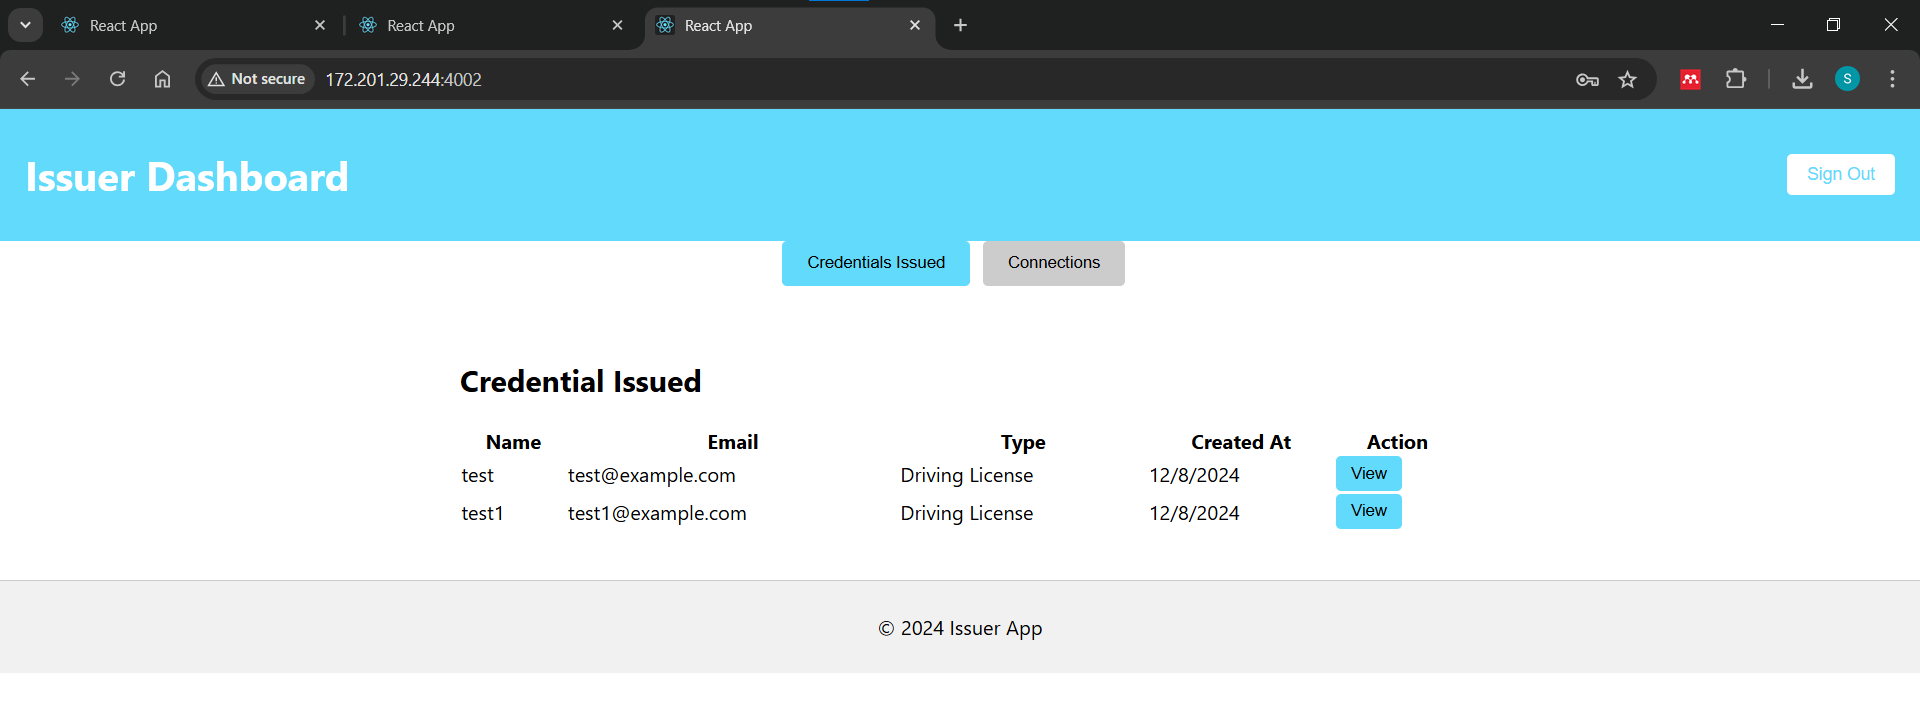 React App
React App
React App
Not secure
172.201.29.244:4002
S
Issuer Dashboard
Sign Out
Credentials Issued
Connections
Credential Issued
Name Email Type Created At Action
test test@example.com Driving License 12/8/2024 View
test1 test1@example.com Driving License 12/8/2024 View
© 2024 Issuer App